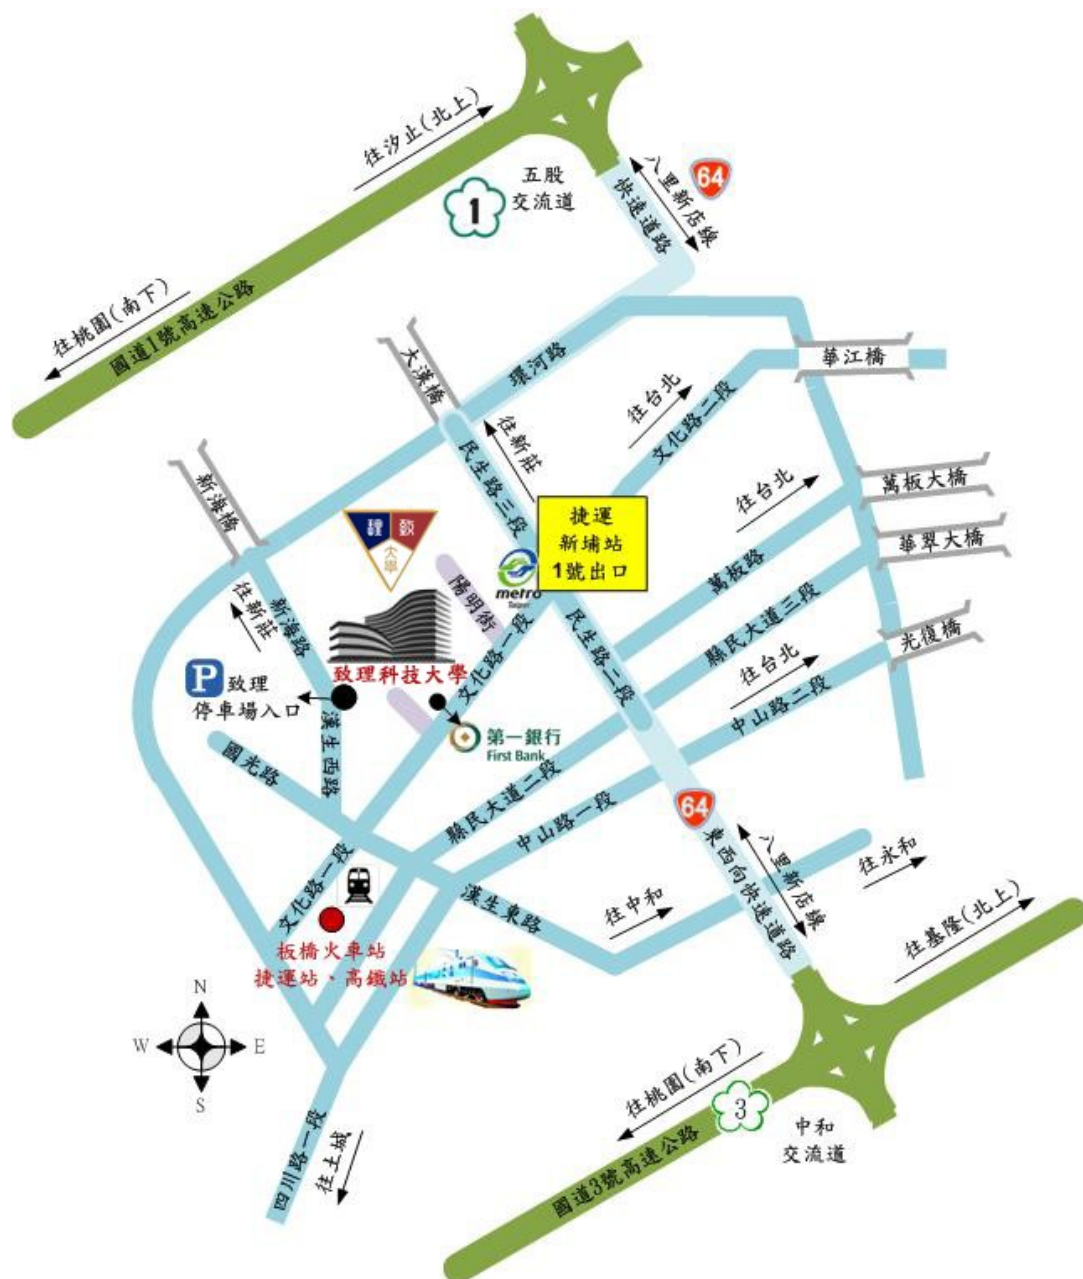 往汐止(北上)
64
八里新店線
快速道路
五股
交流道
1
往桃園(南下)
國道1號高速公路
大漢橋
環河路
華江橋
往台北
文化路二段
往新莊
民生路三段
新海橋
理致
大學
捷運
新埔站
1號出口
metro
Taipei
往台北
萬板大橋
華翠大橋
萬板路
陽明街
往新莊
新海路
文化路一段
民生路二段
縣民大道三段
光復橋
往台北
中山路二段
致理科技大學
P 致理
停車場入口
漢生西路
第一銀行
First Bank
國光路
縣民大道二段
中山路一段
64
東西向快速道路
八里新店線
往永和
文化路一段
漢生東路
往中和
往基隆(北上)
板橋火車站
捷運站、高鐵站
N
W
E
S
往桃園(南下)
3
中和
交流道
國道3號高速公路
四川路一段
往土城